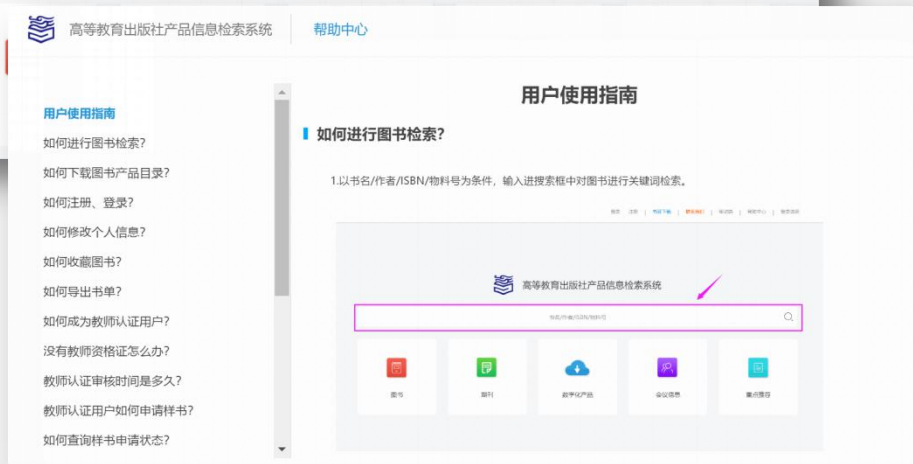 高等教育出版社产品信息检索系统 帮助中心
用户使用指南
如何进行图书检索?
如何下载图书产品目录?
如何注册、登录?
如何修改个人信息?
如何收藏图书?
如何导出书单?
如何成为教师认证用户?
没有教师资格证怎么办?
教师认证审核时间是多久?
教师认证用户如何申请样书?
如何查询样书申请状态?
用户使用指南
如何进行图书检索?
1.以书名/作者/ISBN/物料号为条件，输入进搜索框中对图书进行关键词检索。
登录 注册 | 书目下载 |
高等教育出版社产品信息检索系统
书名/作者/ISBN/物料号
图书 期刊 数字化产品 会议信息 重点推荐